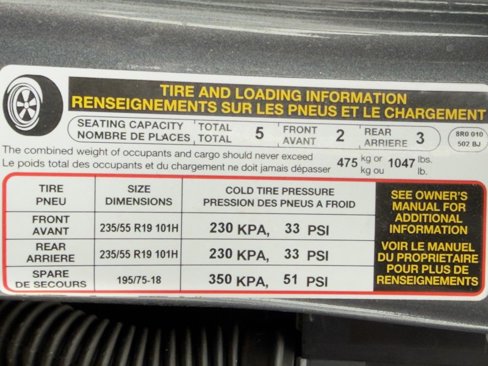 TIRE AND LOADING INFORMATION
RENSEIGNEMENTS SUR LES PNEUS ET LE CHARGEMENT
SEATING CAPACITY TOTAL 5 FRONT 2 REAR 3
NOMBRE DE PLACES TOTAL AVANT ARRIERE
8R0 010
502 BJ
The combined weight of occupants and cargo should never exceed 475 kg or 1047 lbs.
Le poids total des occupants et du chargement ne doit jamais dépasser kg ou lb.
TIRE SIZE COLD TIRE PRESSURE
PNEU DIMENSIONS PRESSION DES PNEUS A FROID
FRONT
AVANT 235/55 R19 101H 230 KPA, 33 PSI
REAR
ARRIERE 235/55 R19 101H 230 KPA, 33 PSI
SPARE
DE SECOURS 195/75-18 350 KPA, 51 PSI
SEE OWNER'S
MANUAL FOR
ADDITIONAL
INFORMATION
VOIR LE MANUEL
DU PROPRIETAIRE
POUR PLUS DE
RENSEIGNEMENTS